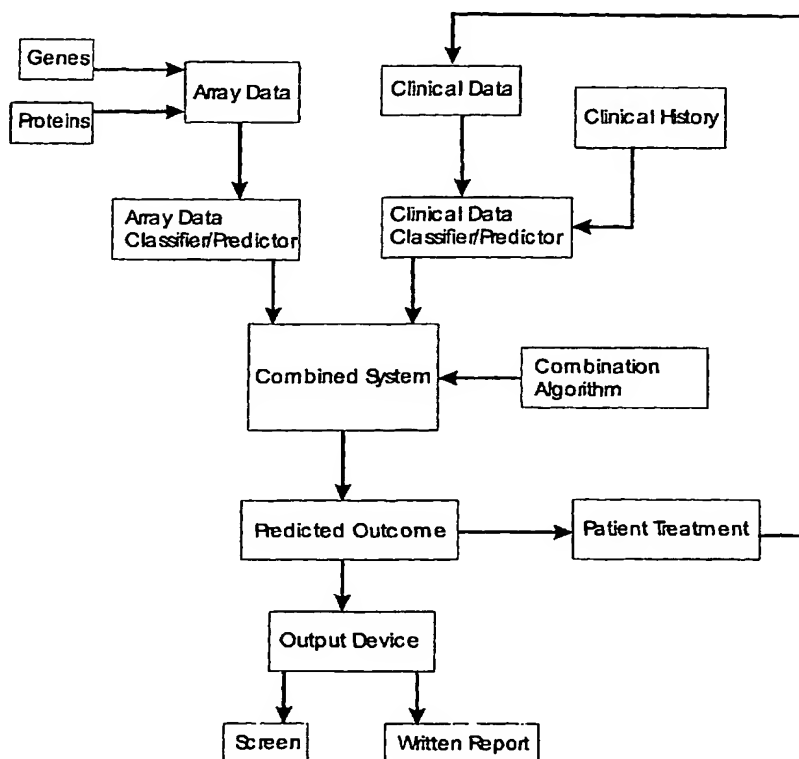 Genes
Proteins
Array Data
Clinical Data
Clinical History
Array Data
Classifier/Predictor
Clinical Data
Classifier/Predictor
Combined System
Combination
Algorithm
Predicted Outcome
Patient Treatment
Output Device
Screen
Written Report